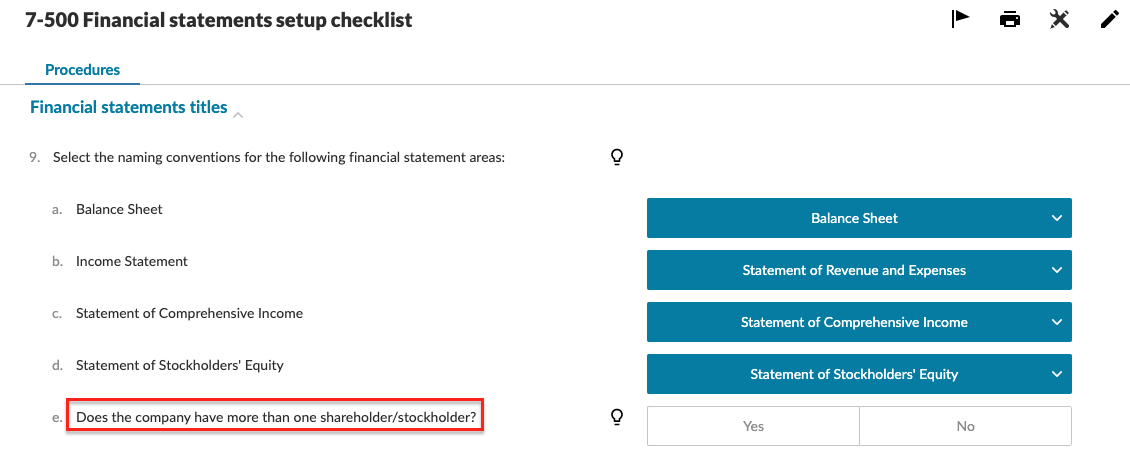 7-500 Financial statements setup checklist
Procedures
Financial statements titles
9. Select the naming conventions for the following financial statement areas:
a. Balance Sheet
Balance Sheet
b. Income Statement
Statement of Revenue and Expenses
c. Statement of Comprehensive Income
Statement of Comprehensive Income
d. Statement of Stockholders' Equity
Statement of Stockholders' Equity
e. Does the company have more than one shareholder/stockholder?
Yes No